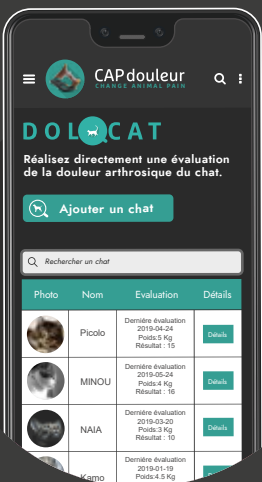 CAPdouleur
CHANGE ANIMAL PAIN
DOLOCAT
Réalisez directement une évaluation
de la douleur arthrosique du chat.
Ajouter un chat
Rechercher un chat
Photo Nom Evaluation Détails
Dernière évaluation
2019-04-24
Picolo Poids:5 Kg Détails
Résultat : 15
Dernière évaluation
2019-05-24
MINOU Poids:4 Kg Détails
Résultat : 16
Dernière évaluation
2019-03-20
NAIA Poids:3 Kg Détails
Résultat : 10
Dernière évaluation
2019-01-19
Kamo Poids:4.5 Kg